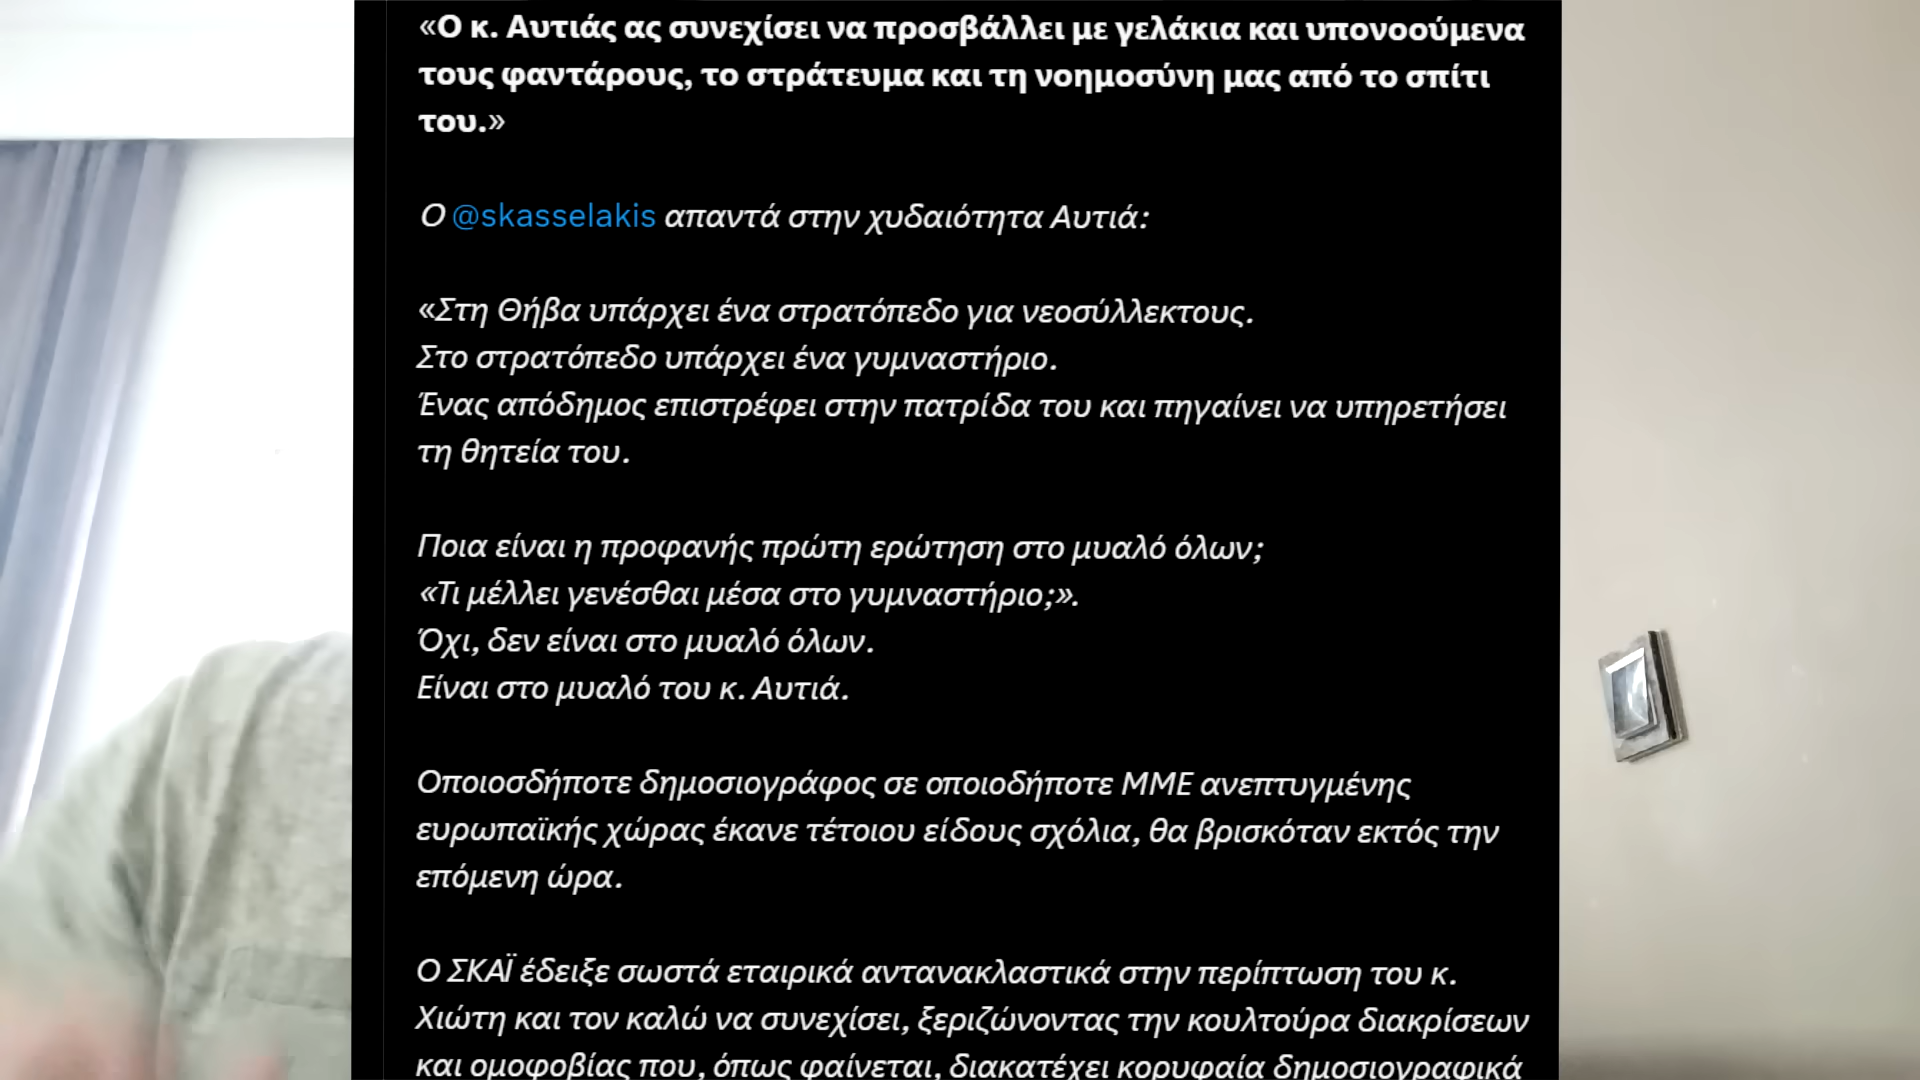 «Ο κ. Αυτιάς ας συνεχίσει να προσβάλλει με γελάκια και υπονοούμενα
τους φαντάρους, το στράτευμα και τη νοημοσύνη μας από το σπίτι
του.»
Ο @skasselakis απαντά στην χυδαιότητα Αυτιά:
«Στη Θήβα υπάρχει ένα στρατόπεδο για νεοσύλλεκτους.
Στο στρατόπεδο υπάρχει ένα γυμναστήριο.
Ένας απόδημος επιστρέφει στην πατρίδα του και πηγαίνει να υπηρετήσει
τη θητεία του.
Ποια είναι η προφανής πρώτη ερώτηση στο μυαλό όλων;
«Τι μέλλει γενέσθαι μέσα στο γυμναστήριο;».
Όχι, δεν είναι στο μυαλό όλων.
Είναι στο μυαλό του κ. Αυτιά.
Οποιοσδήποτε δημοσιογράφος σε οποιοδήποτε ΜΜΕ ανεπτυγμένης
ευρωπαϊκής χώρας έκανε τέτοιου είδους σχόλια, θα βρισκόταν εκτός την
επόμενη ώρα.
Ο ΣΚΑΪ έδειξε σωστά εταιρικά αντανακλαστικά στην περίπτωση του κ.
Χιώτη και τον καλώ να συνεχίσει, ξεριζώνοντας την κουλτούρα διακρίσεων
και ομοφοβίας που, όπως φαίνεται, διακατέχει κορυφαία δημοσιογραφικά